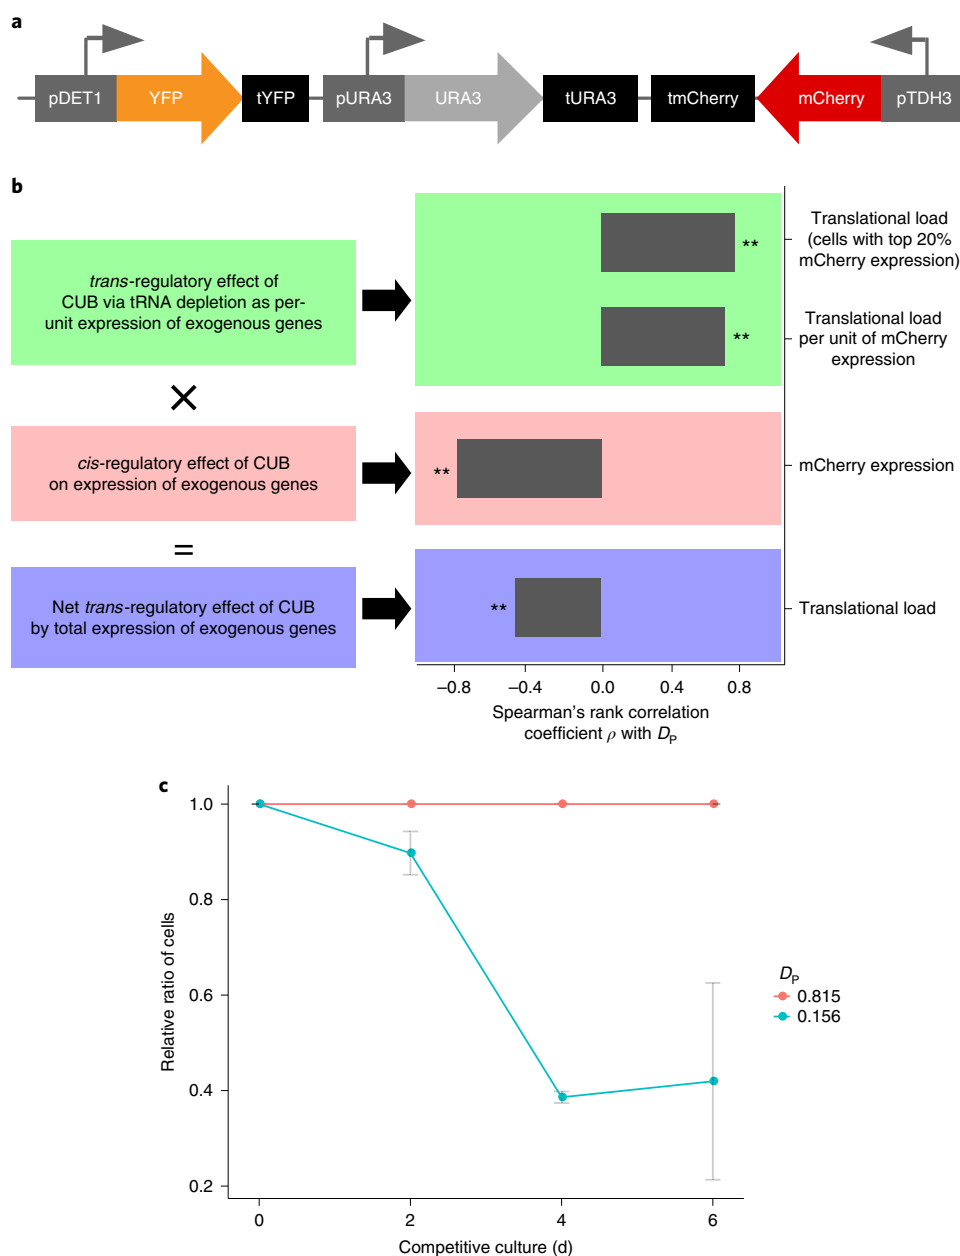 a
pDET1
YFP
tYFP
pURA3
URA3
tURA3
tmCherry
mCherry
pTDH3
b
trans-regulatory effect of
CUB via tRNA depletion as per-
unit expression of exogenous genes
×
cis-regulatory effect of CUB
on expression of exogenous genes
=
Net trans-regulatory effect of CUB
by total expression of exogenous genes
**
**
**
**
Translational load
(cells with top 20%
mCherry expression)
Translational load
per unit of mCherry
expression
mCherry expression
Translational load
–0.8
–0.4
0.0
0.4
0.8
Spearman's rank correlation
coefficient ρ with DP
c
1.0
0.8
0.6
0.4
0.2
Relative ratio of cells
0
2
4
6
Competitive culture (d)
DP
0.815
0.156